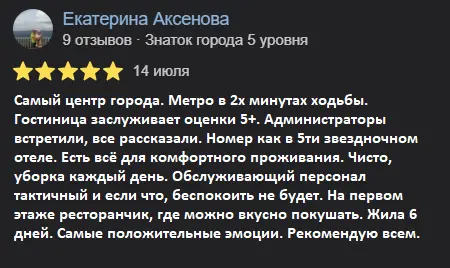 Екатерина Аксенова
9 отзывов · Знаток города 5 уровня
14 июля
Самый центр города. Метро в 2х минутах ходьбы.
Гостиница заслуживает оценки 5+. Администраторы
встретили, все рассказали. Номер как в 5ти звездночном
отеле. Есть всё для комфортного проживания. Чисто,
уборка каждый день. Обслуживающий персонал
тактичный и если что, беспокоить не будет. На первом
этаже ресторанчик, где можно вкусно покушать. Жила 6
дней. Самые положительные эмоции. Рекомендую всем.